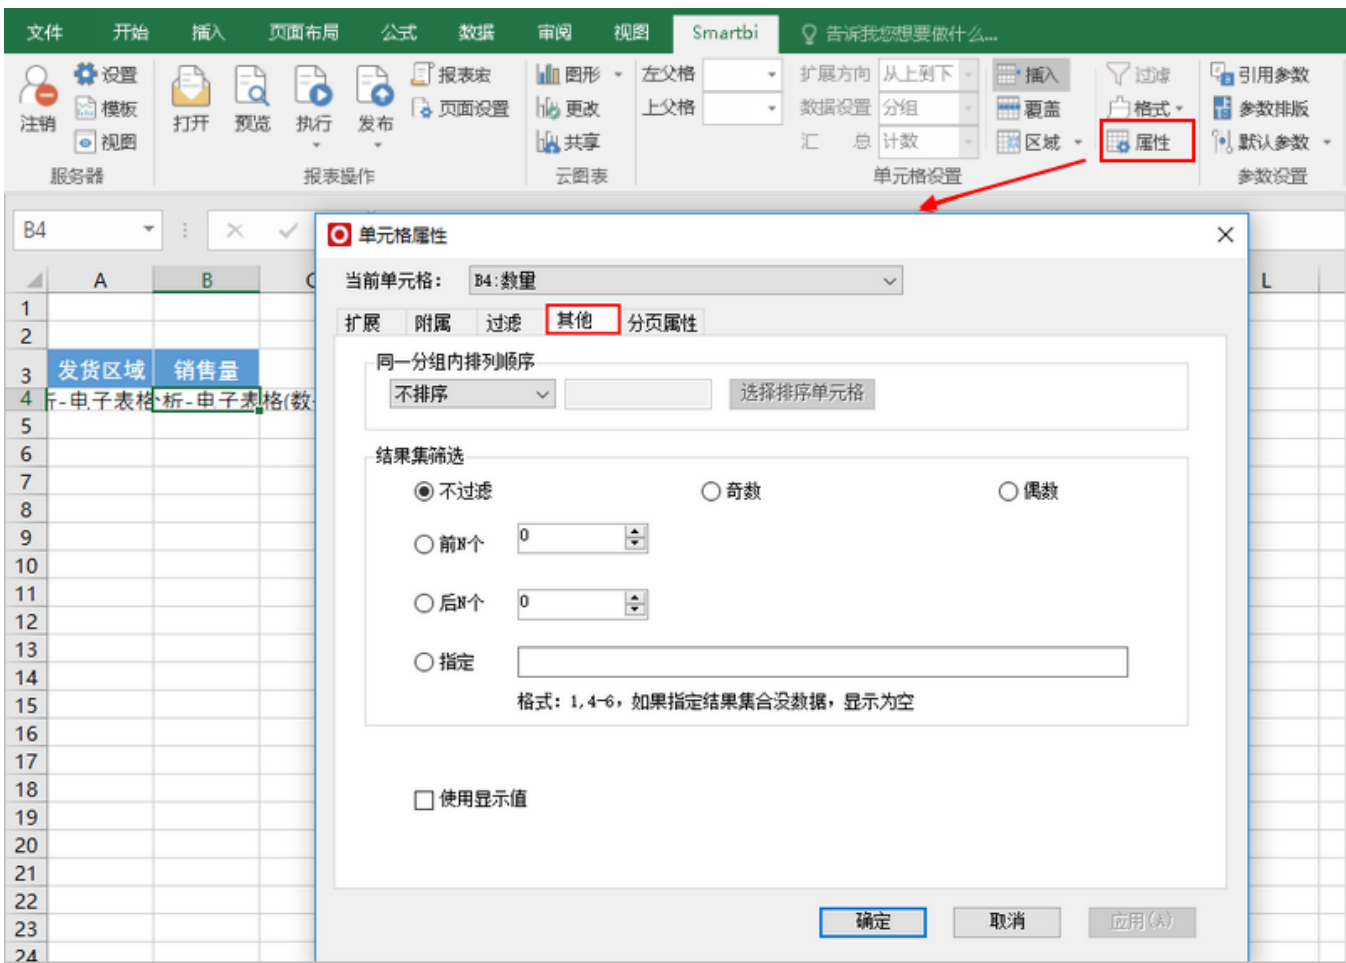 文件 开始 插入 页面布局 公式 数据 审阅 视图 Smartbi 告诉我您想要做什么...
设置 报表宏 图形 左父格 扩展方向 从上到下 插入 过滤 引用参数
模板 页面设置 更改 上父格 数据设置 分组 覆盖 格式 参数排版
注销 打开 预览 执行 发布
视图 共享 汇 总 计数 区域 属性 默认参数
服务器 报表操作 云图表 单元格设置 参数设置
B4
单元格属性
当前单元格: B4:数量
A B C L
扩展 附属 过滤 其他 分页属性
1
2
3 发货区域 销售量
4 析-电子表格 析-电子表格(数
5
6
7
8
9
10
11
12
13
14
15
16
17
18
19
20
21
22
23
24
同一分组内排列顺序
不排序 选择排序单元格
结果集筛选
不过滤 奇数 偶数
前N个 0
后N个 0
指定
格式: 1,4-6，如果指定结果集合没数据，显示为空
使用显示值
确定 取消 应用(A)